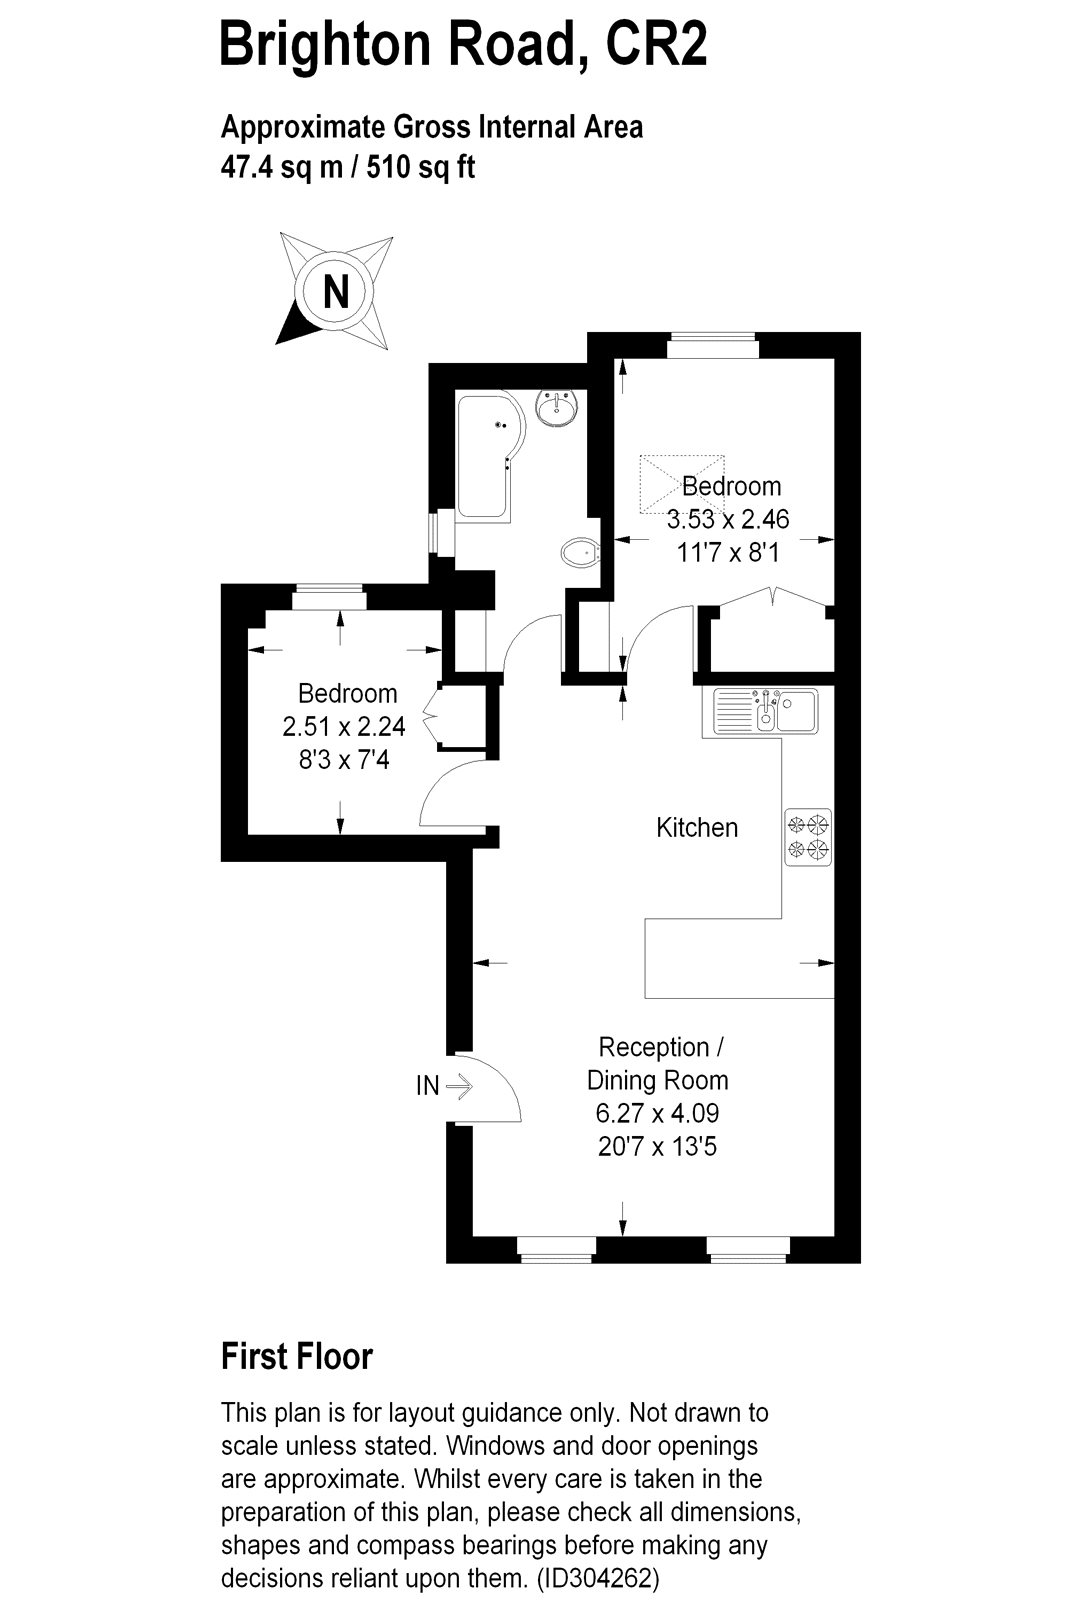 Brighton Road, CR2
Approximate Gross Internal Area
47.4 sq m / 510 sq ft
N
Bedroom
3.53 x 2.46
11'7 x 8'1
Bedroom
2.51 x 2.24
8'3 x 7'4
Kitchen
Reception /
Dining Room
6.27 x 4.09
20'7 x 13'5
IN
First Floor
This plan is for layout guidance only. Not drawn to
scale unless stated. Windows and door openings
are approximate. Whilst every care is taken in the
preparation of this plan, please check all dimensions,
shapes and compass bearings before making any
decisions reliant upon them. (ID304262)